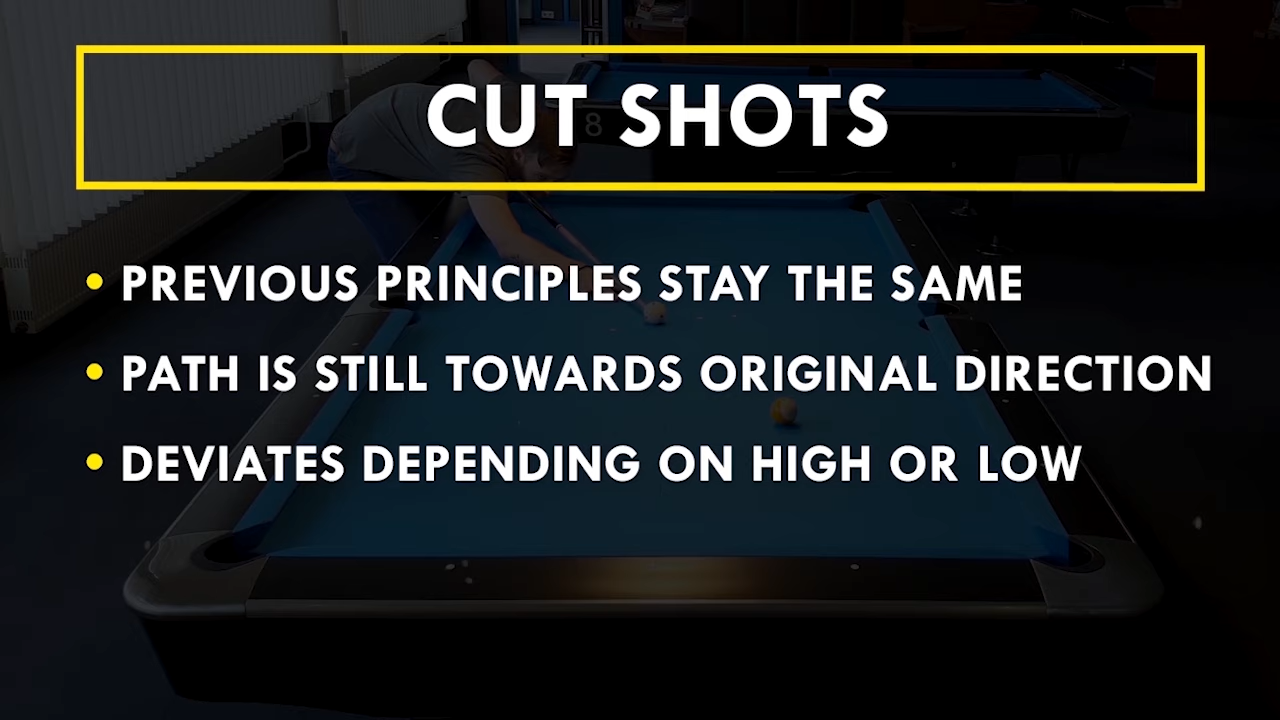 CUT SHOTS
8
• PREVIOUS PRINCIPLES STAY THE SAME
• PATH IS STILL TOWARDS ORIGINAL DIRECTION
• DEVIATES DEPENDING ON HIGH OR LOW